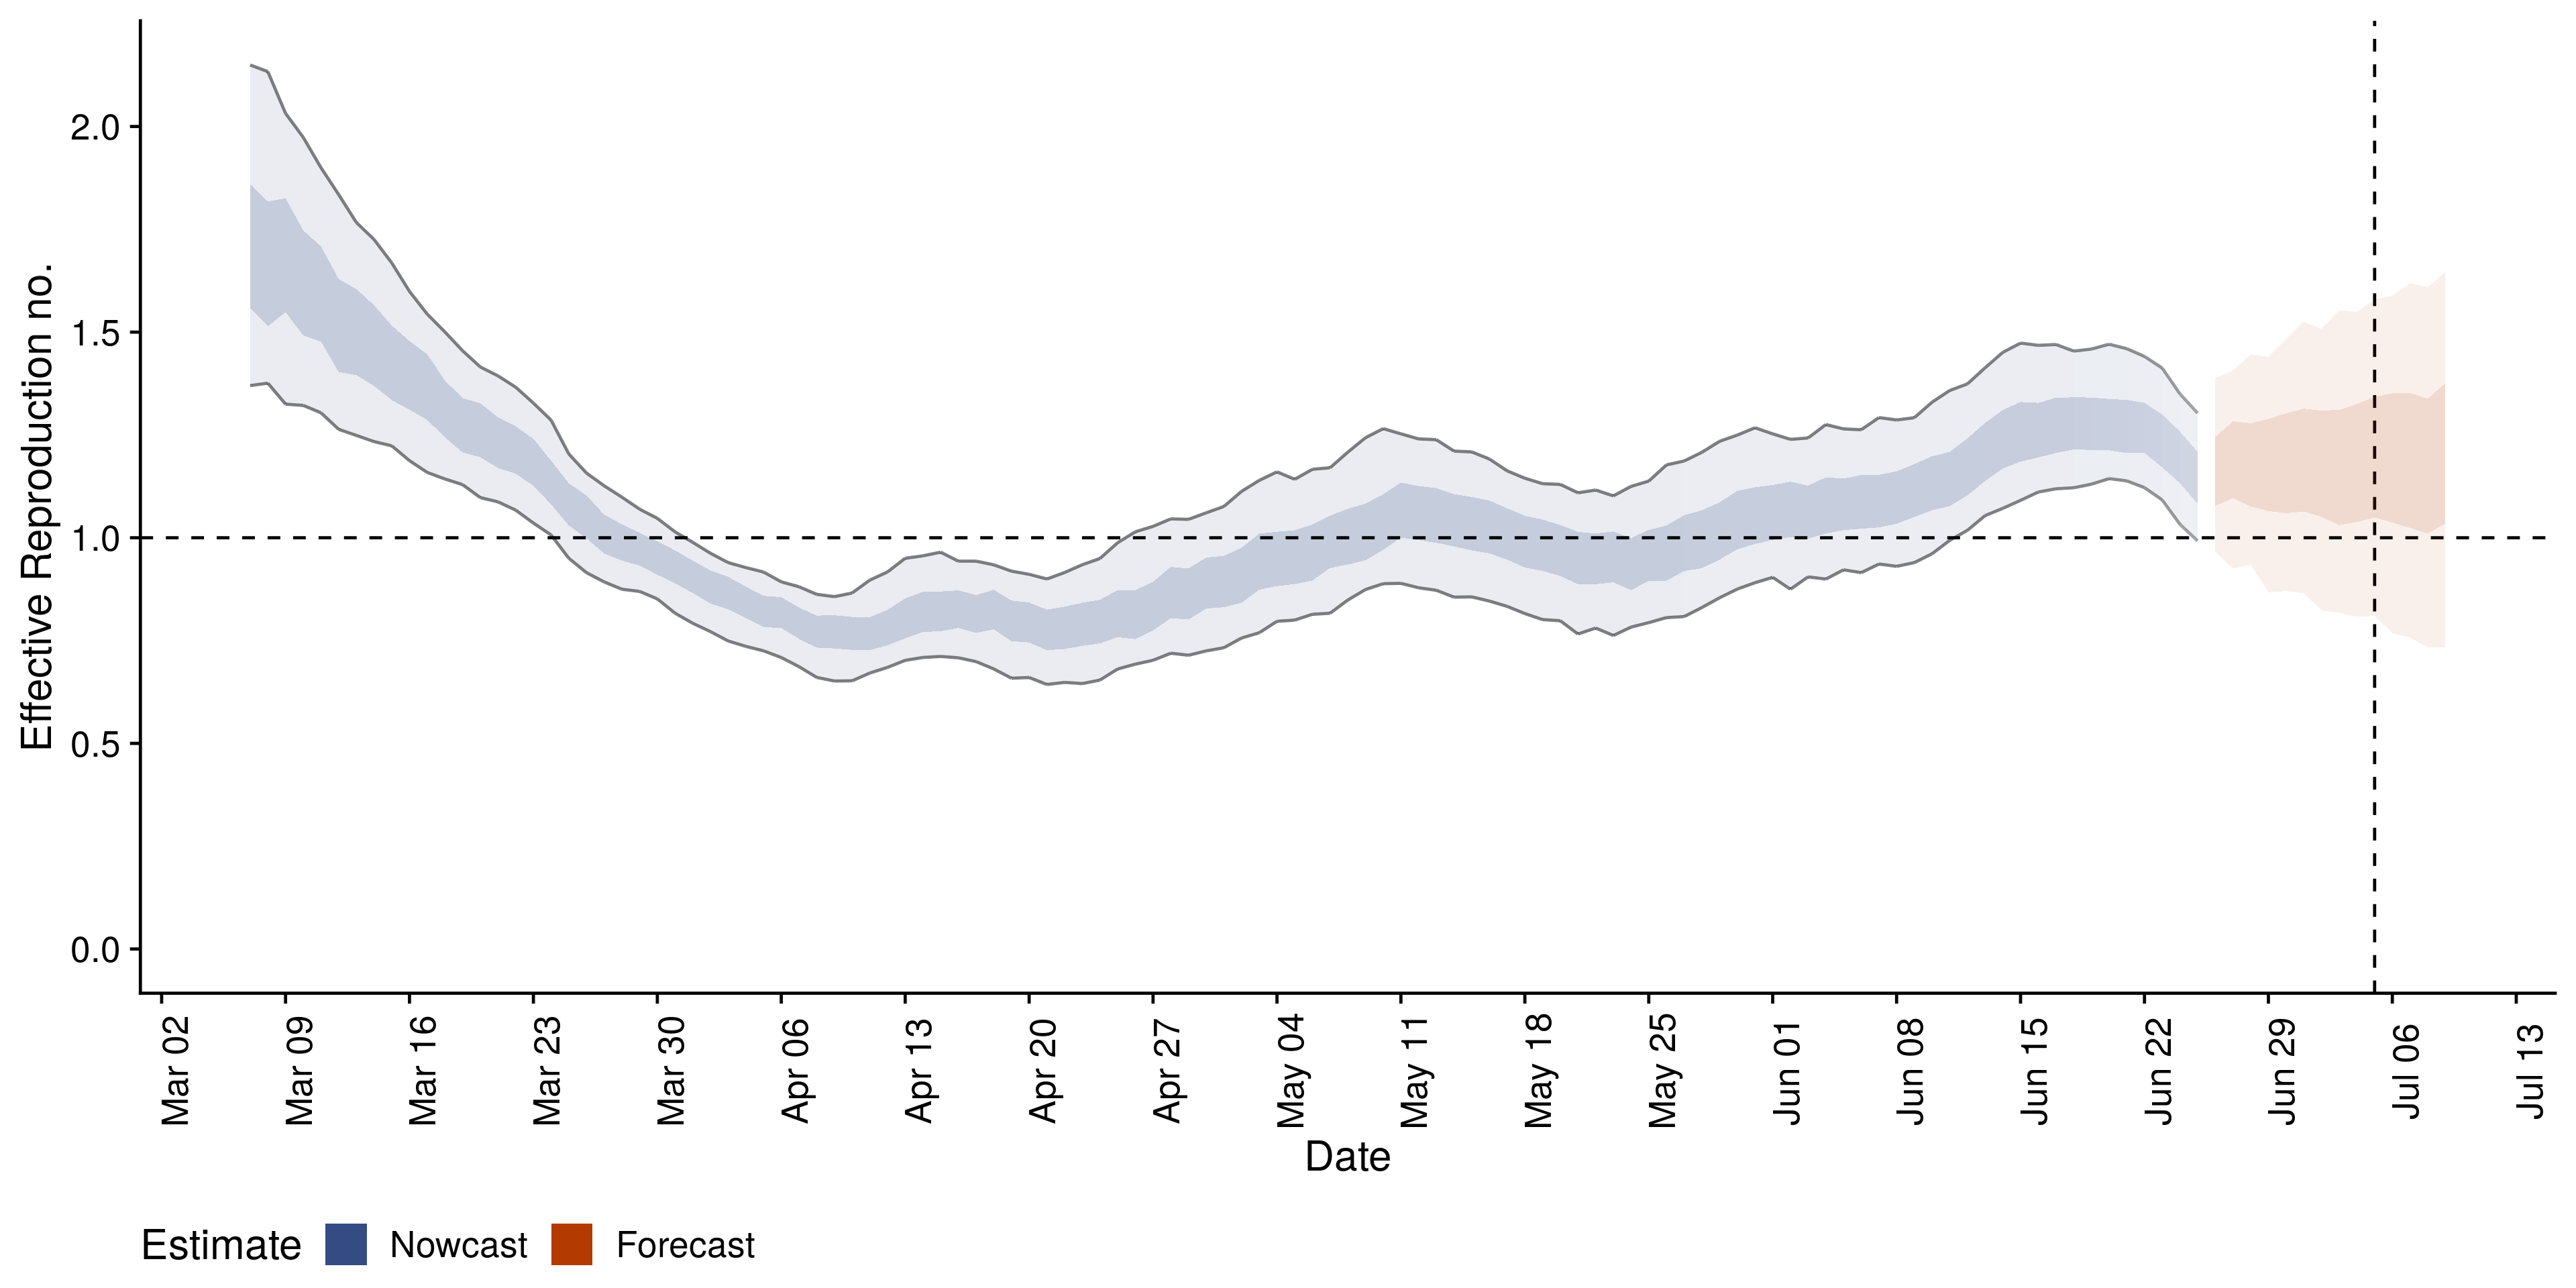 Effective Reproduction no.
2.0
1.5
1.0
0.5
0.0
Mar 02
Mar 09
Mar 16
Mar 23
Mar 30
Apr 06
Apr 13
Apr 20
Apr 27
May 04
May 11
May 18
May 25
Jun 01
Jun 08
Jun 15
Jun 22
Jun 29
Jul 06
Jul 13
Date
Estimate Nowcast Forecast